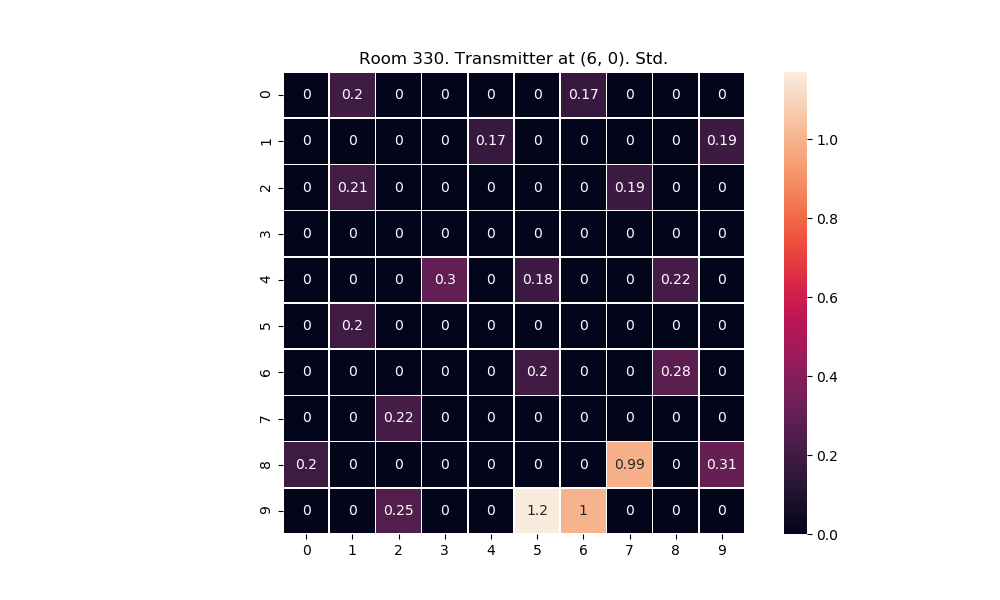 Room 330. Transmitter at (6, 0). Std.
0 0 0.2 0 0 0 0 0.17 0 0 0
1 0 0 0 0 0.17 0 0 0 0 0.19 1.0
2 0 0.21 0 0 0 0 0 0.19 0 0 0.8
3 0 0 0 0 0 0 0 0 0 0
4 0 0 0 0.3 0 0.18 0 0 0.22 0 0.6
5 0 0.2 0 0 0 0 0 0 0 0
6 0 0 0 0 0 0.2 0 0 0.28 0 0.4
7 0 0 0.22 0 0 0 0 0 0 0
8 0.2 0 0 0 0 0 0 0.99 0 0.31 0.2
9 0 0 0.25 0 0 1.2 1 0 0 0 0.0
0 1 2 3 4 5 6 7 8 9